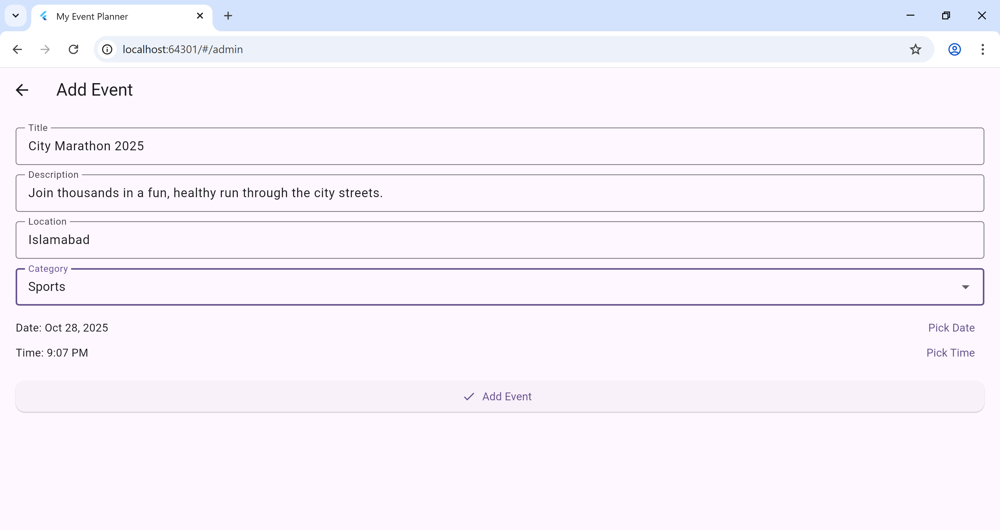 My Event Planner
localhost:64301/#/admin
Add Event
Title
City Marathon 2025
Description
Join thousands in a fun, healthy run through the city streets.
Location
Islamabad
Category
Sports
Date: Oct 28, 2025 Pick Date
Time: 9:07 PM Pick Time
Add Event